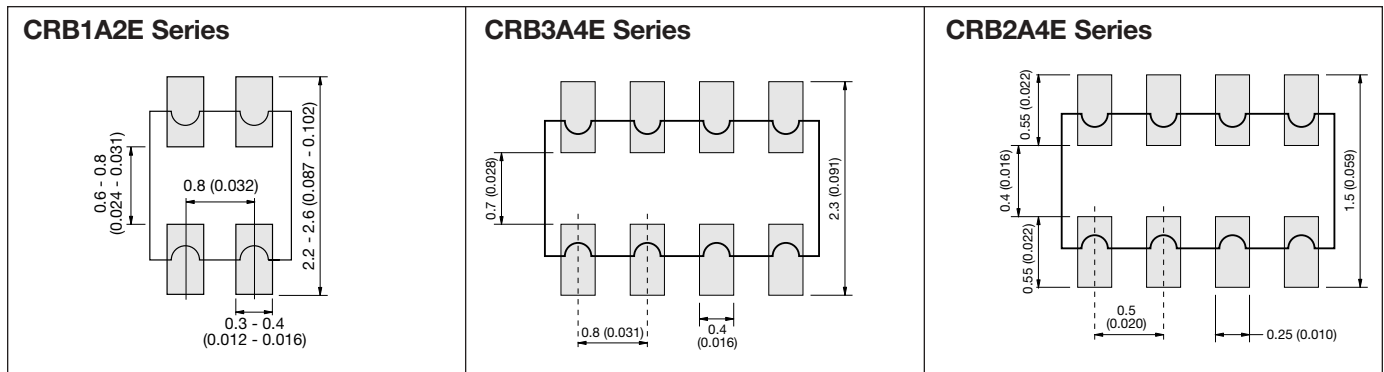 CRB1A2E Series
0.6 - 0.8
(0.024 - 0.031)
0.8 (0.032)
2.2 - 2.6 (0.087 - 0.102)
0.3 - 0.4
(0.012 - 0.016)
CRB3A4E Series
0.7 (0.028)
2.3 (0.091)
0.8 (0.031)
0.4
(0.016)
CRB2A4E Series
0.55 (0.022)
0.4 (0.016)
0.55 (0.022)
1.5 (0.059)
0.5
(0.020)
0.25 (0.010)